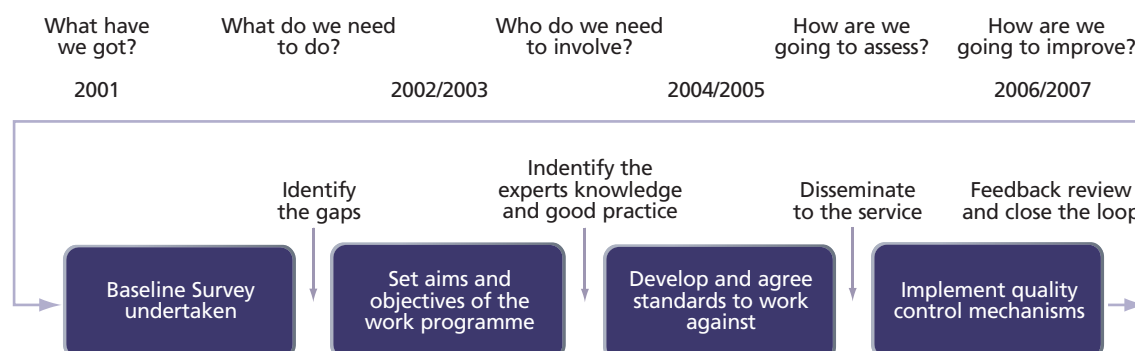 What have
we got?
What do we need
to do?
Who do we need
to involve?
How are we
going to assess?
How are we
going to improve?
2001
2002/2003
2004/2005
2006/2007
Identify
the gaps
Indentify the
experts knowledge
and good practice
Disseminate
to the service
Feedback review
and close the loop
Baseline Survey
undertaken
Set aims and
objectives of the
work programme
Develop and agree
standards to work
against
Implement quality
control mechanisms